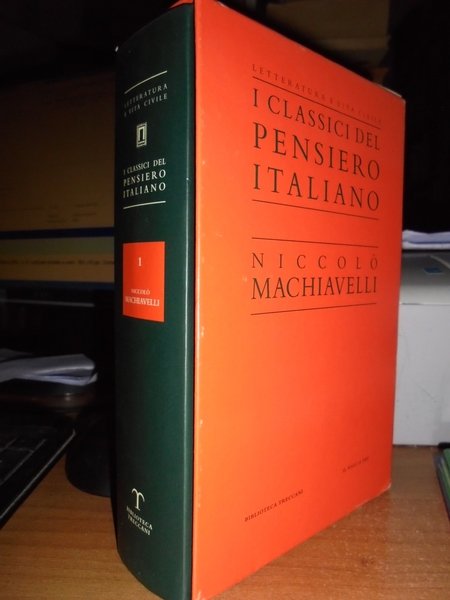 LETTERATURA
E VITA CIVILE
I CLASSICI DEL
PENSIERO
ITALIANO
1
NICCOLÒ
MACHIAVELLI
BIBLIOTECA
TRECCANI
LETTERATURA E VITA CIVILE
I CLASSICI DEL
PENSIERO
ITALIANO
NICCOLÒ
MACHIAVELLI
BIBLIOTECA TRECCANI